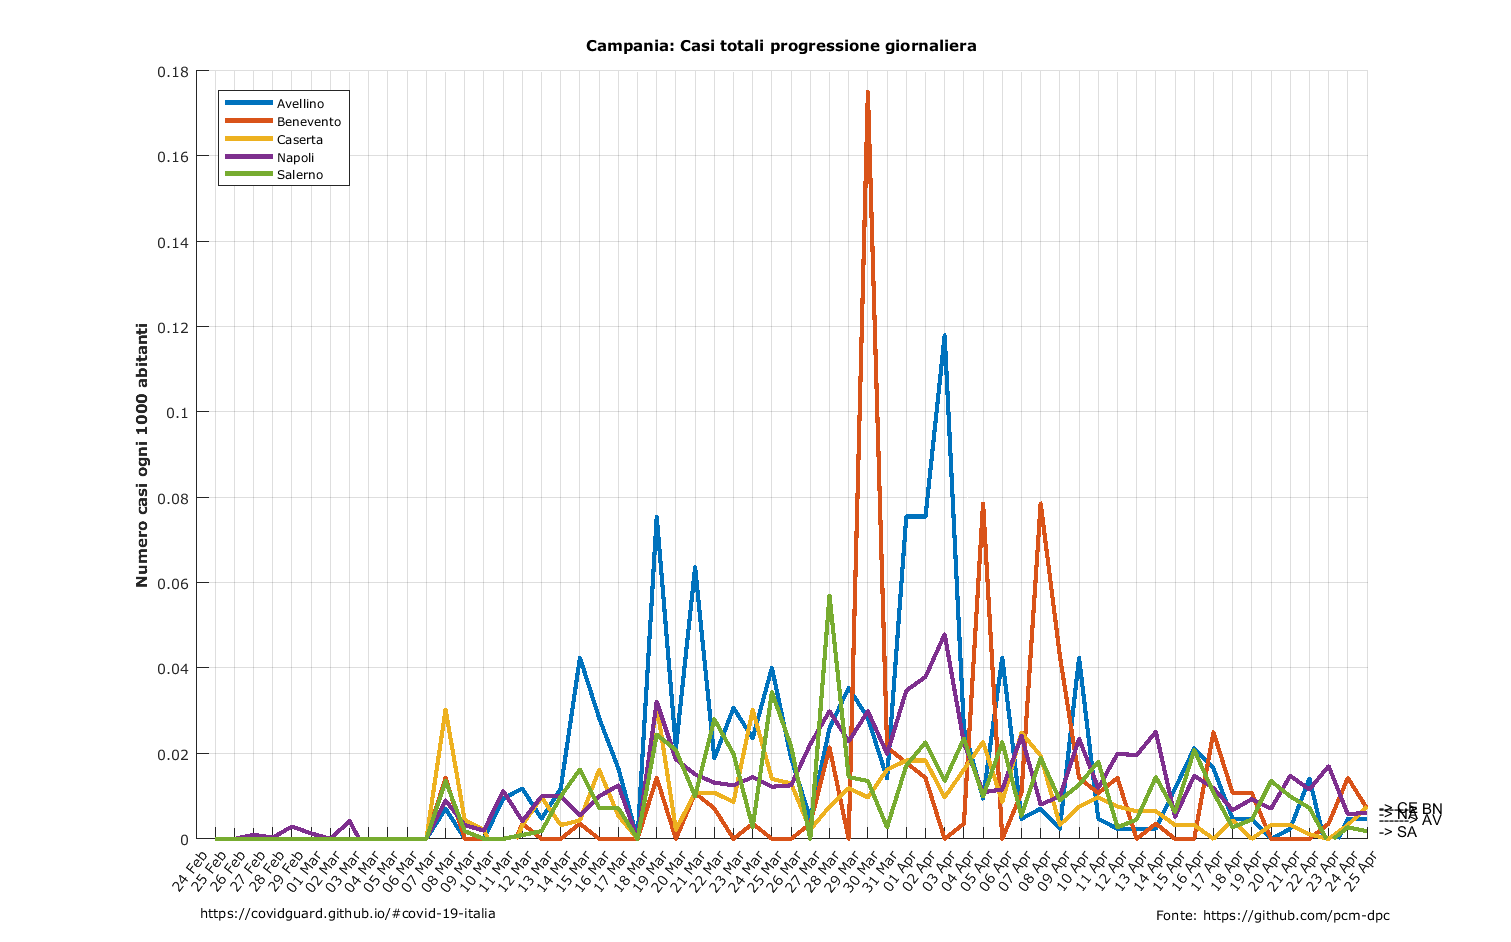 Campania: Casi totali progressione giornaliera
Numero casi ogni 1000 abitanti
0.18
0.16
0.14
0.12
0.1
0.08
0.06
0.04
0.02
0
Avellino
Benevento
Caserta
Napoli
Salerno
24 Feb
25 Feb
26 Feb
27 Feb
28 Feb
29 Feb
01 Mar
02 Mar
03 Mar
04 Mar
05 Mar
06 Mar
07 Mar
08 Mar
09 Mar
10 Mar
11 Mar
12 Mar
13 Mar
14 Mar
15 Mar
16 Mar
17 Mar
18 Mar
19 Mar
20 Mar
21 Mar
22 Mar
23 Mar
24 Mar
25 Mar
26 Mar
27 Mar
28 Mar
29 Mar
30 Mar
31 Mar
01 Apr
02 Apr
03 Apr
04 Apr
05 Apr
06 Apr
07 Apr
08 Apr
09 Apr
10 Apr
11 Apr
12 Apr
13 Apr
14 Apr
15 Apr
16 Apr
17 Apr
18 Apr
19 Apr
20 Apr
21 Apr
22 Apr
23 Apr
24 Apr
25 Apr
-> CE
BN
-> NA
AV
-> SA
https://covidguard.github.io/#covid-19-italia
Fonte: https://github.com/pcm-dpc